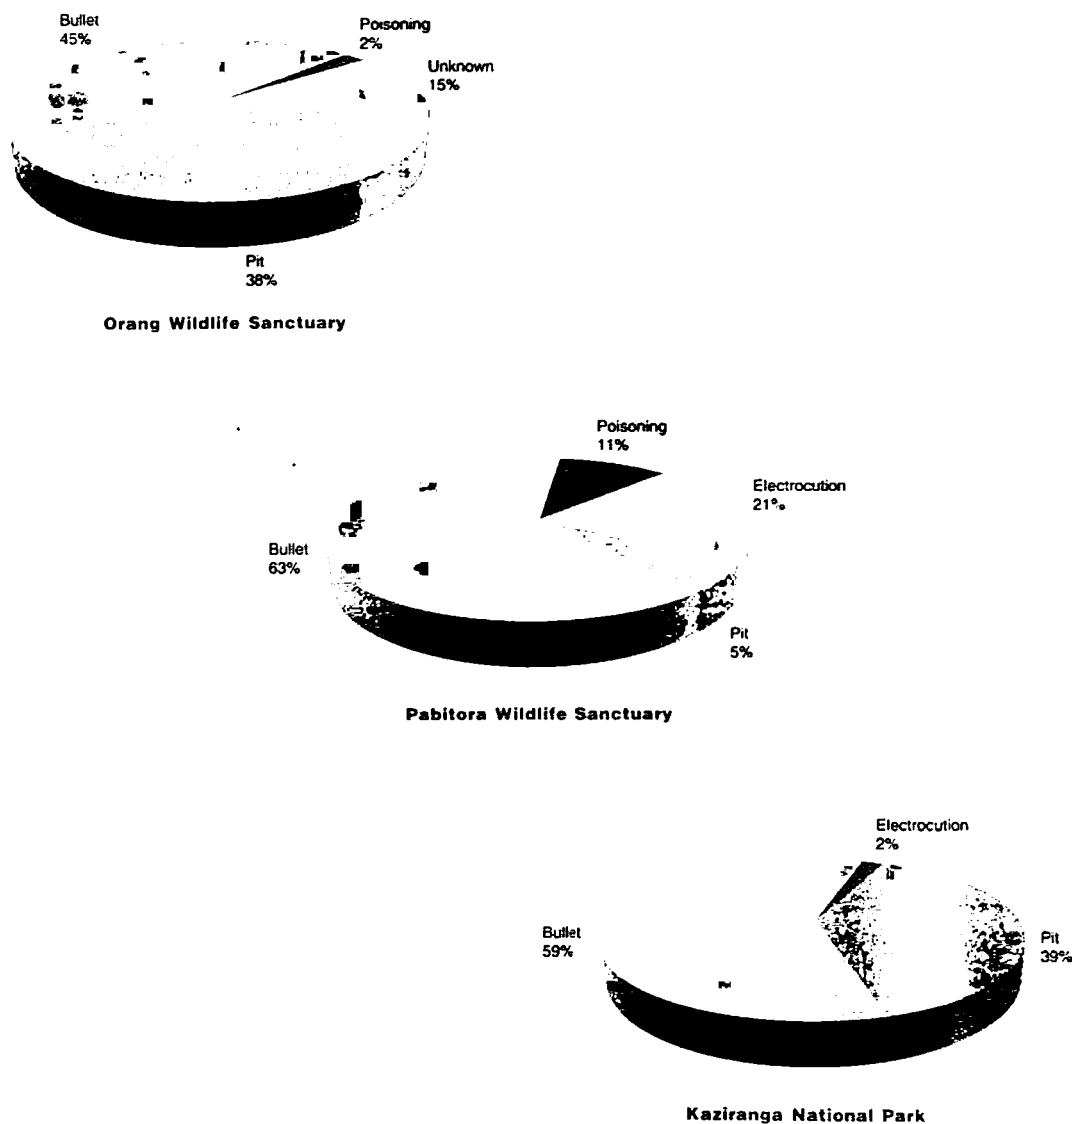 Bullet
45%
Poisoning
2%
Unknown
15%
Pit
38%
Orang Wildlife Sanctuary
Poisoning
11%
Electrocution
21%
Bullet
63%
Pit
5%
Pabitora Wildlife Sanctuary
Electrocution
2%
Bullet
59%
Pit
39%
Kaziranga National Park